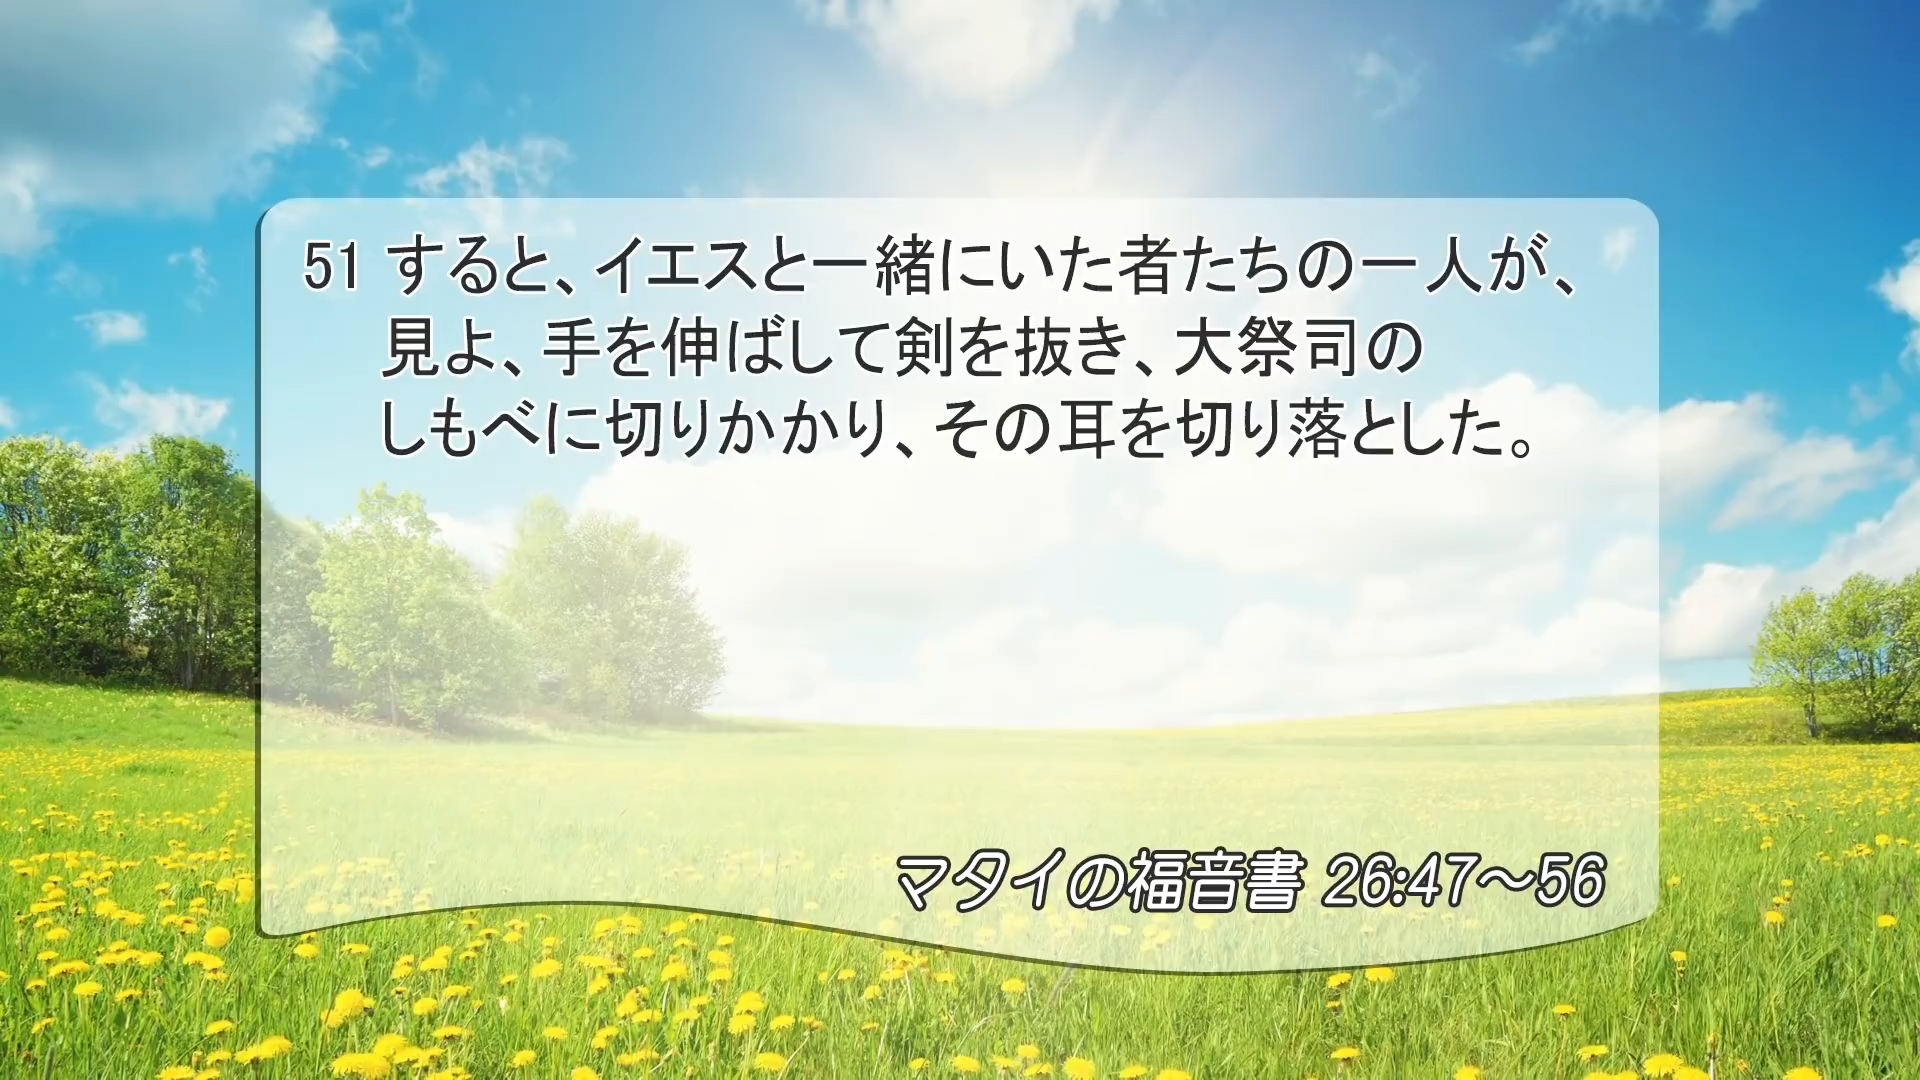 51 すると、イエスと一緒にいた者たちの一人が、
見よ、手を伸ばして剣を抜き、大祭司の
しもべに切りかかり、その耳を切り落とした。
マタイの福音書 26:47～56